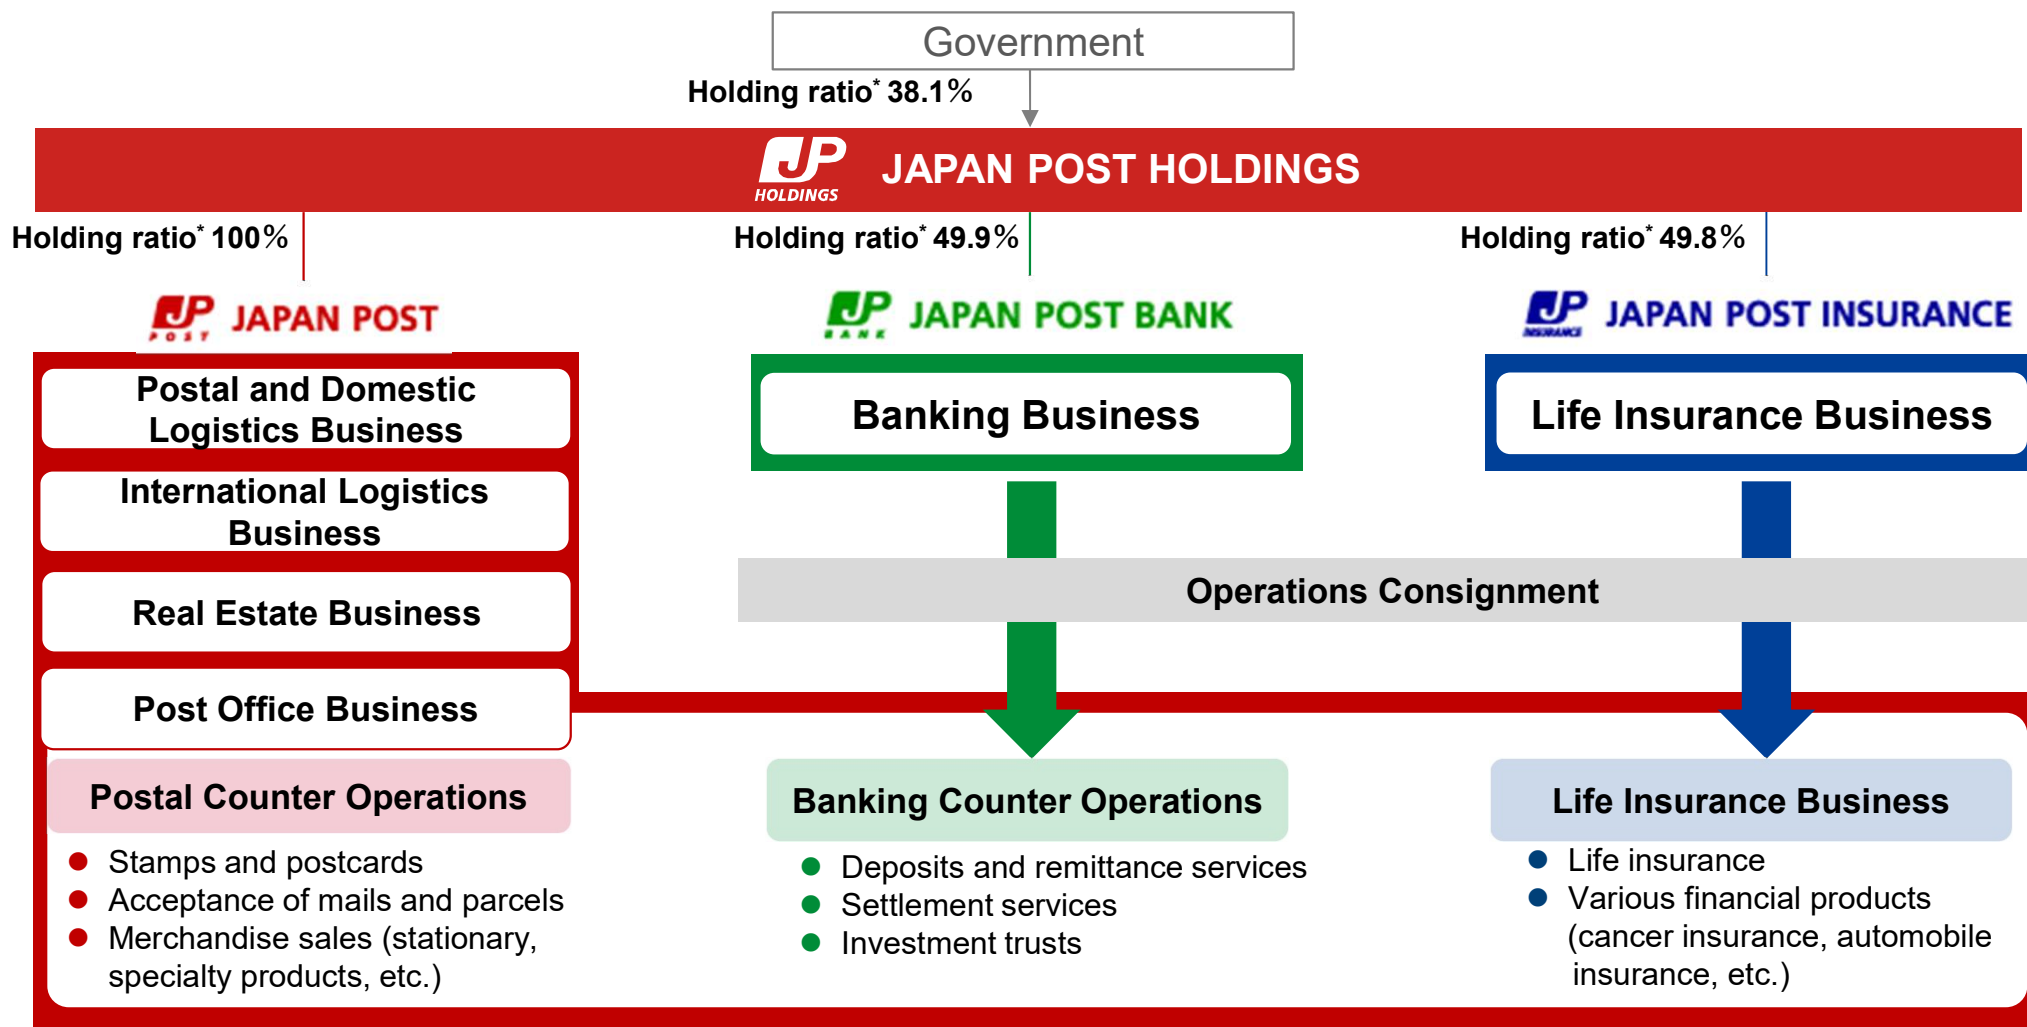 Government
Holding ratio* 38.1%
JP
HOLDINGS
JAPAN POST HOLDINGS
Holding ratio* 100%
Holding ratio* 49.9%
Holding ratio* 49.8%
JP
POST
JAPAN POST
JP
BANK
JAPAN POST BANK
JP
INSURANCE
JAPAN POST INSURANCE
Postal and Domestic
Logistics Business
International Logistics
Business
Real Estate Business
Post Office Business
Banking Business
Life Insurance Business
Operations Consignment
Postal Counter Operations
● Stamps and postcards
● Acceptance of mails and parcels
● Merchandise sales (stationary,
specialty products, etc.)
Banking Counter Operations
● Deposits and remittance services
● Settlement services
● Investment trusts
Life Insurance Business
● Life insurance
● Various financial products
(cancer insurance, automobile
insurance, etc.)